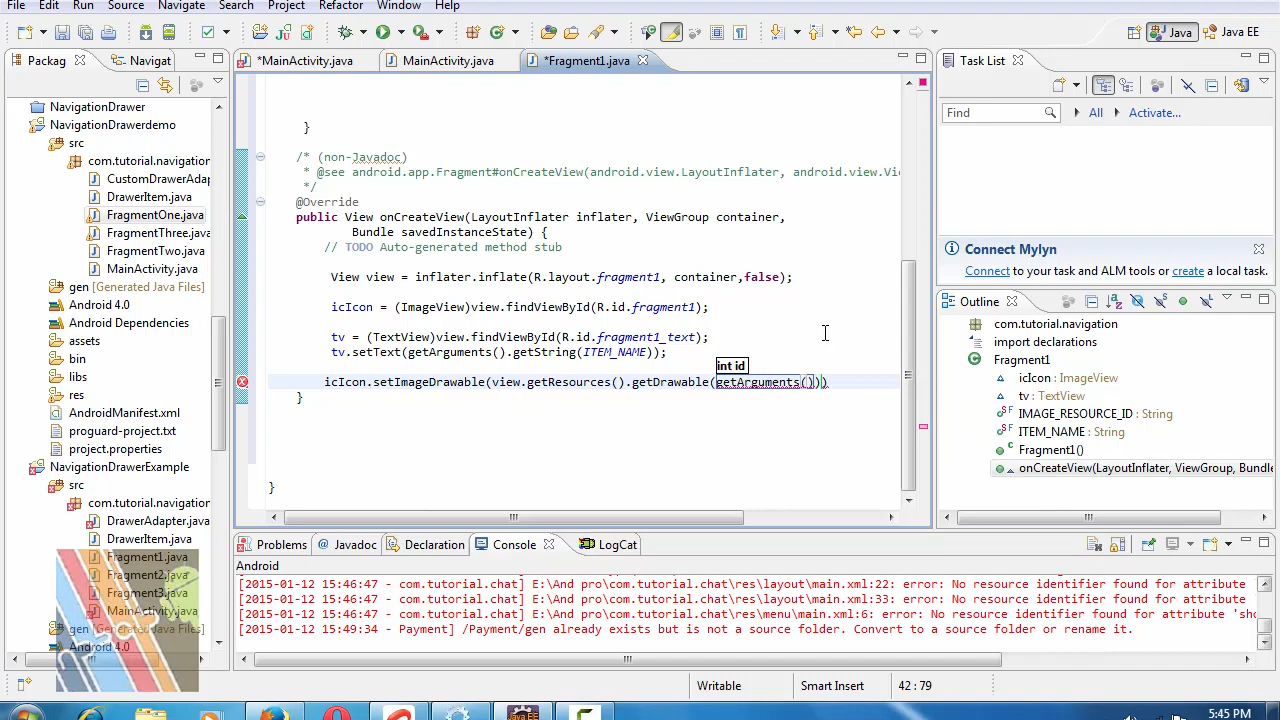 File Edit Source Refactor Navigate Search Project Refactor Window Help
Java
Java EE
Packag
Navigat
*MainActivity.java
MainActivity.java
*Fragment1.java
Task List
NavigationDrawer
NavigationDrawerdemo
src
com.tutorial.navigation
CustomDrawerAdap
DrawerItem.java
FragmentOne.java
FragmentThree.java
FragmentTwo.java
MainActivity.java
gen [Generated Java Files]
Android 4.0
Android Dependencies
assets
bin
libs
res
AndroidManifest.xml
proguard-project.txt
project.properties
NavigationDrawerExample
src
com.tutorial.navigation
DrawerAdapter.java
DrawerItem.java
Fragment1.java
Fragment2.java
Fragment3.java
MainActivity.java
gen [Generated Java Files]
Android 4.0
}
/* (non-Javadoc)
* @see android.app.Fragment#onCreateView(android.view.LayoutInflater, android.view.Vie
*/
@Override
public View onCreateView(LayoutInflater inflater, ViewGroup container,
Bundle savedInstanceState) {
// TODO Auto-generated method stub
View view = inflater.inflate(R.layout.fragment1, container,false);
icIcon = (ImageView)view.findViewById(R.id.fragment1);
tv = (TextView)view.findViewById(R.id.fragment1_text);
tv.setText(getArguments().getString(ITEM_NAME));
int id
icIcon.setImageDrawable(view.getResources().getDrawable(getArguments()))
}
}
Find
All
Activate...
Connect Mylyn
Connect to your task and ALM tools or create a local task.
Outline
com.tutorial.navigation
import declarations
Fragment1
icIcon : ImageView
tv : TextView
IMAGE_RESOURCE_ID : String
ITEM_NAME : String
Fragment1()
onCreateView(LayoutInflater, ViewGroup, Bundle
Problems
Javadoc
Declaration
Console
LogCat
Android
[2015-01-12 15:46:47 - com.tutorial.chat] E:\And pro\com.tutorial.chat\res\layout\main.xml:22: error: No resource identifier found for attribute
[2015-01-12 15:46:47 - com.tutorial.chat] E:\And pro\com.tutorial.chat\res\layout\main.xml:33: error: No resource identifier found for attribute
[2015-01-12 15:46:47 - com.tutorial.chat] E:\And pro\com.tutorial.chat\res\menu\main.xml:5: error: No resource identifier found for attribute 'sho
[2015-01-12 15:49:34 - Payment] /Payment/gen already exists but is not a source folder. Convert to a source folder or rename it.
Writable
Smart Insert
42 : 79
5:45 PM